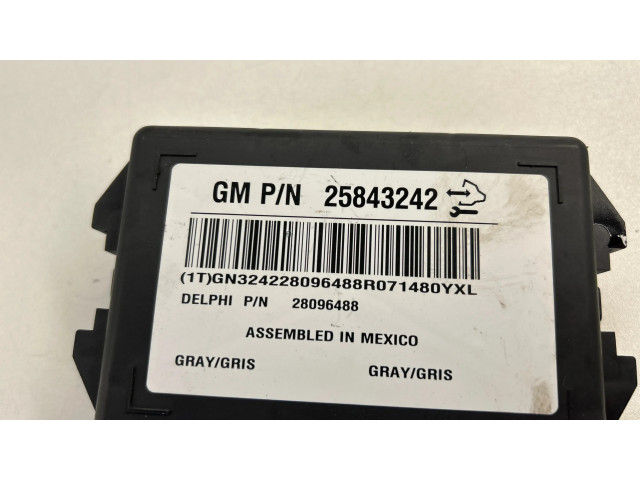 GM P/N 25843242
(1T)GN324228096488R071480YXL
DELPHI P/N 28096488
ASSEMBLED IN MEXICO
GRAY/GRIS GRAY/GRIS